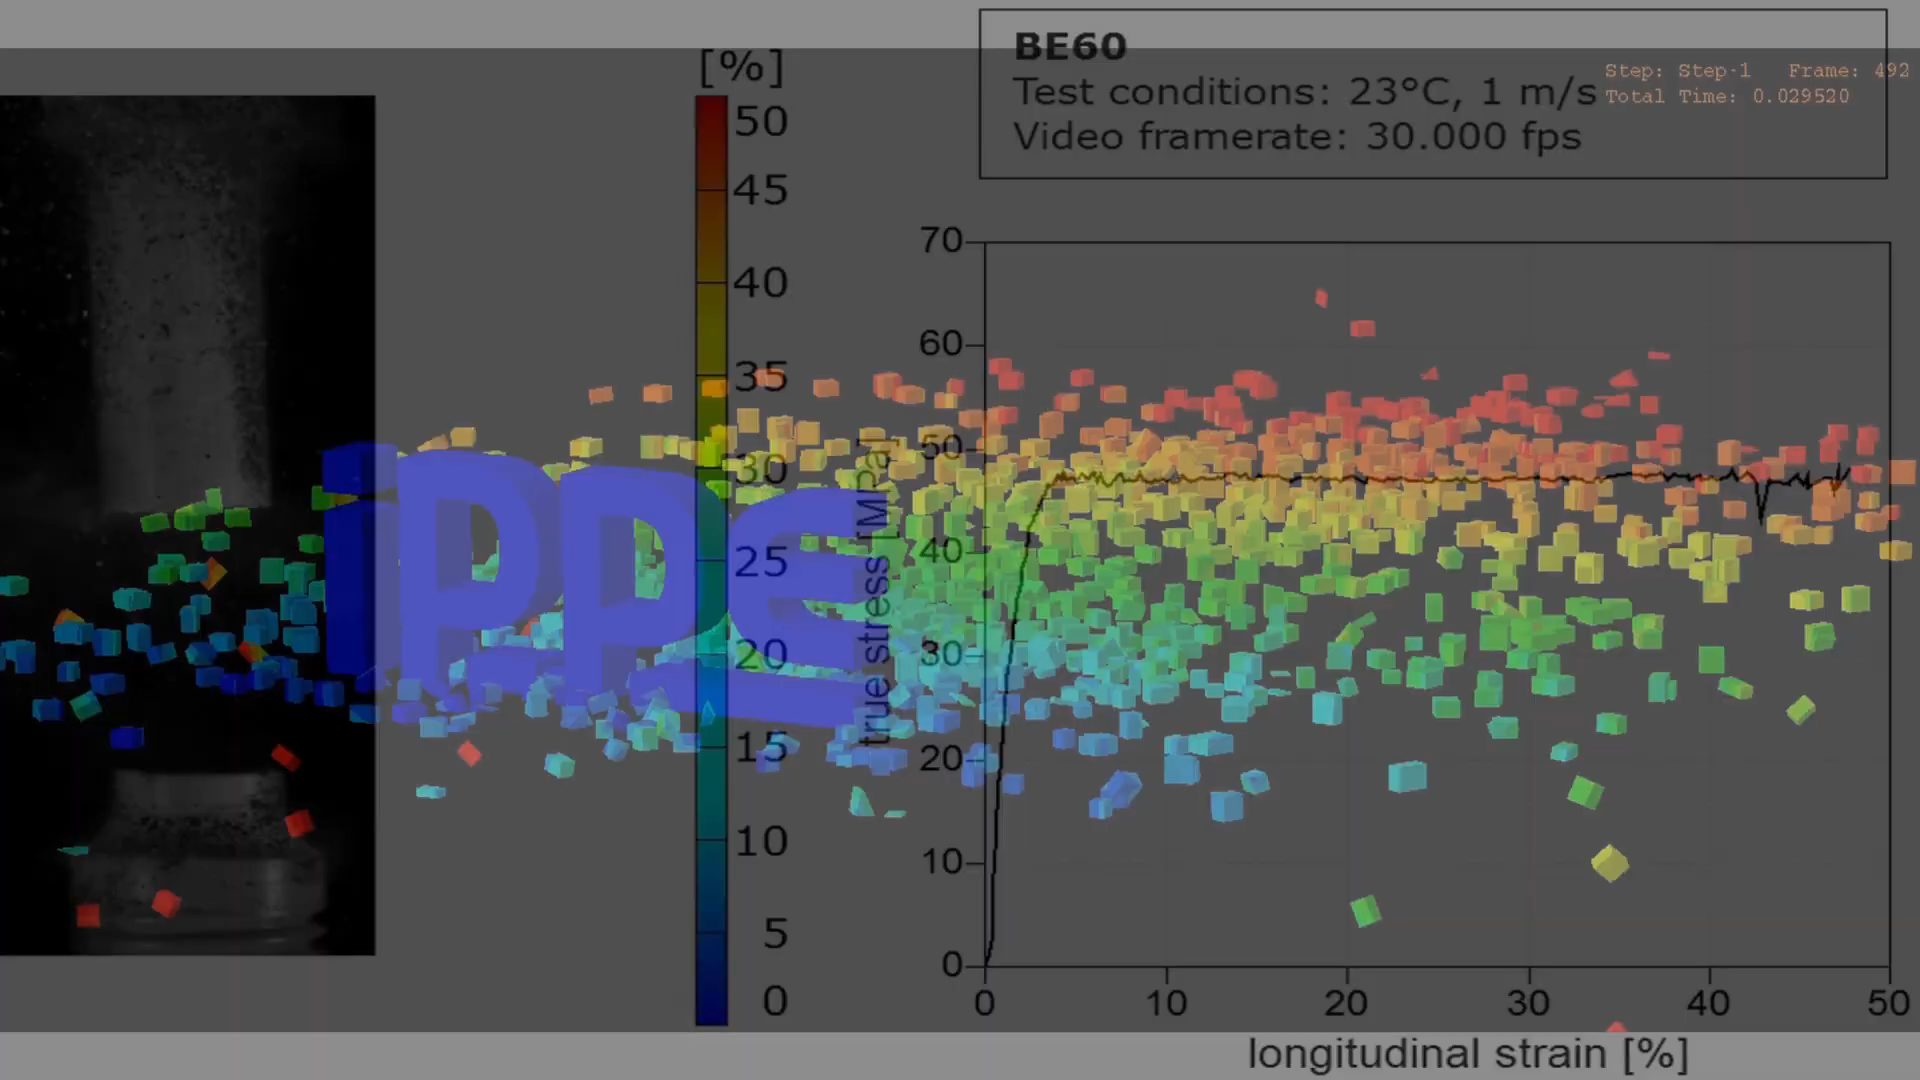 BE60
Test conditions: 23°C, 1 m/s
Video framerate: 30.000 fps
Step: Step-1 Frame: 492
Total Time: 0.029520
[%]
50
45
40
35
30
25
20
15
10
5
0
iPPE
true stress [MPa]
70
60
50
40
30
20
10
0
0 10 20 30 40 50
longitudinal strain [%]